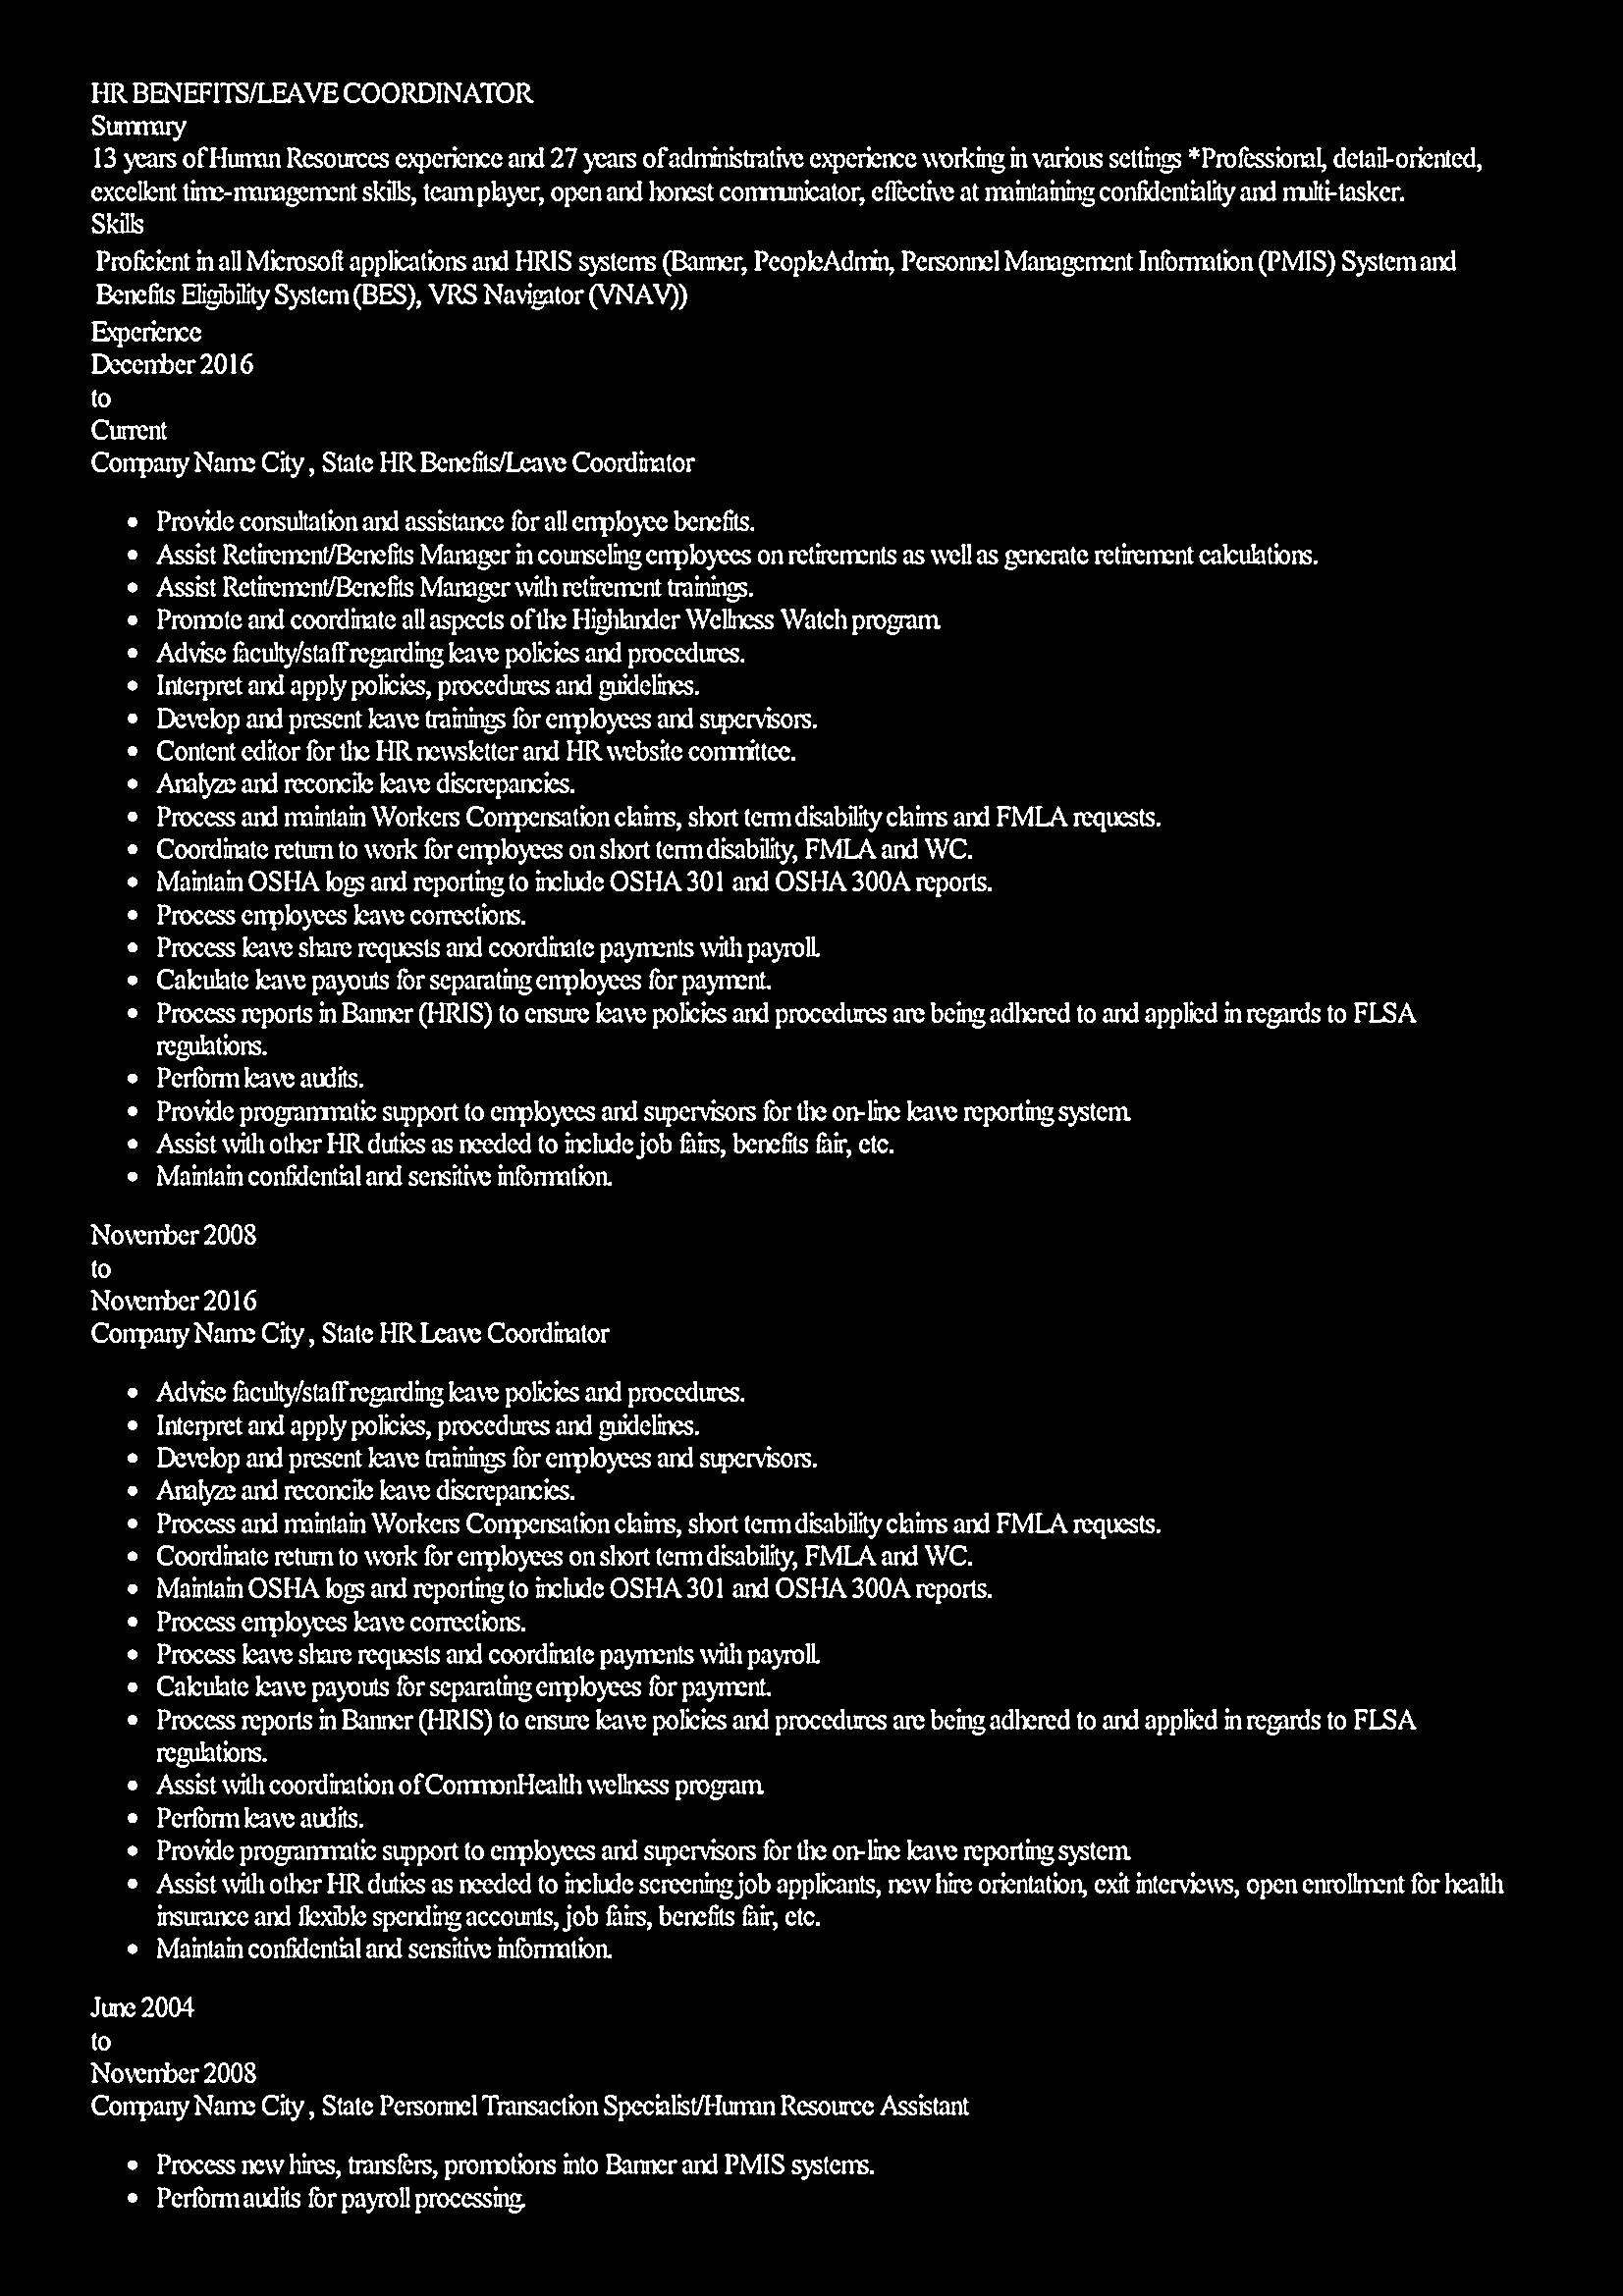 HR BENEFITS/LEAVE COORDINATOR
Summary
13 years of Human Resources experience and 27 years of administrative experience working in various settings *Professional, detail-oriented,
excellent time-management skills, team player, open and honest communicator, effective at maintaining confidentiality and multi-tasker.
Skills
Proficient in all Microsoft applications and HRIS systems (Banner, PeopleAdmin, Personnel Management Information (PMIS) System and
Benefits Eligibility System (BES), VRS Navigator (VNAV))
Experience
December 2016
to
Current
Company Name City , State HR Benefits/Leave Coordinator
• Provide consultation and assistance for all employee benefits.
• Assist Retirement/Benefits Manager in counseling employees on retirements as well as generate retirement calculations.
• Assist Retirement/Benefits Manager with retirement trainings.
• Promote and coordinate all aspects of the Highlander Wellness Watch program.
• Advise faculty/staff regarding leave policies and procedures.
• Interpret and apply policies, procedures and guidelines.
• Develop and present leave trainings for employees and supervisors.
• Content editor for the HR newsletter and HR website committee.
• Analyze and reconcile leave discrepancies.
• Process and maintain Workers Compensation claims, short term disability claims and FMLA requests.
• Coordinate return to work for employees on short term disability, FMLA and WC.
• Maintain OSHA logs and reporting to include OSHA 301 and OSHA 300A reports.
• Process employees leave corrections.
• Process leave share requests and coordinate payments with payroll.
• Calculate leave payouts for separating employees for payment.
• Process reports in Banner (HRIS) to ensure leave policies and procedures are being adhered to and applied in regards to FLSA
regulations.
• Perform leave audits.
• Provide programmatic support to employees and supervisors for the on-line leave reporting system.
• Assist with other HR duties as needed to include job fairs, benefits fair, etc.
• Maintain confidential and sensitive information.
November 2008
to
November 2016
Company Name City , State HR Leave Coordinator
• Advise faculty/staff regarding leave policies and procedures.
• Interpret and apply policies, procedures and guidelines.
• Develop and present leave trainings for employees and supervisors.
• Analyze and reconcile leave discrepancies.
• Process and maintain Workers Compensation claims, short term disability claims and FMLA requests.
• Coordinate return to work for employees on short term disability, FMLA and WC.
• Maintain OSHA logs and reporting to include OSHA 301 and OSHA 300A reports.
• Process employees leave corrections.
• Process leave share requests and coordinate payments with payroll.
• Calculate leave payouts for separating employees for payment.
• Process reports in Banner (HRIS) to ensure leave policies and procedures are being adhered to and applied in regards to FLSA
regulations.
• Assist with coordination of CommonHealth wellness program.
• Perform leave audits.
• Provide programmatic support to employees and supervisors for the on-line leave reporting system.
• Assist with other HR duties as needed to include screening job applicants, new hire orientation, exit interviews, open enrollment for health
insurance and flexible spending accounts, job fairs, benefits fair, etc.
• Maintain confidential and sensitive information.
June 2004
to
November 2008
Company Name City , State Personnel Transaction Specialist/Human Resource Assistant
• Process new hires, transfers, promotions into Banner and PMIS systems.
• Perform audits for payroll processing.